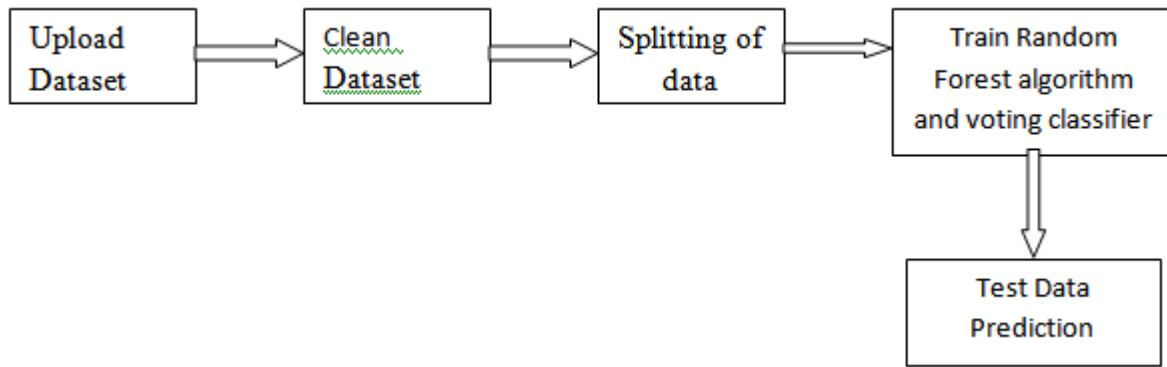 Upload
Dataset
Clean
Dataset
Splitting of
data
Train Random
Forest algorithm
and voting classifier
Test Data
Prediction